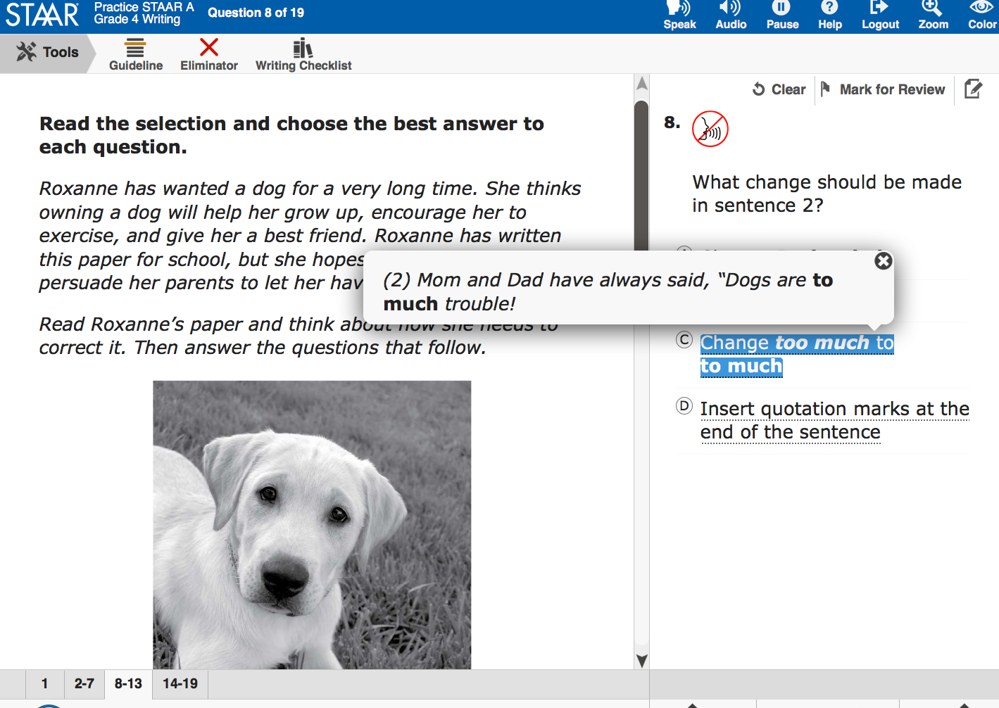 STAAR
Practice STAAR A
Grade 4 Writing
Question 8 of 19
Speak
Audio
Pause
Help
Logout
Zoom
Color
Tools
Guideline
Eliminator
Writing Checklist
Clear
Mark for Review
Read the selection and choose the best answer to
each question.
Roxanne has wanted a dog for a very long time. She thinks
owning a dog will help her grow up, encourage her to
exercise, and give her a best friend. Roxanne has written
this paper for school, but she hopes
persuade her parents to let her hav
Read Roxanne’s paper and think about how she needs to
correct it. Then answer the questions that follow.
8.
What change should be made
in sentence 2?
(2) Mom and Dad have always said, “Dogs are to
much trouble!
C Change too much to
to much
D Insert quotation marks at the
end of the sentence
1
2-7
8-13
14-19